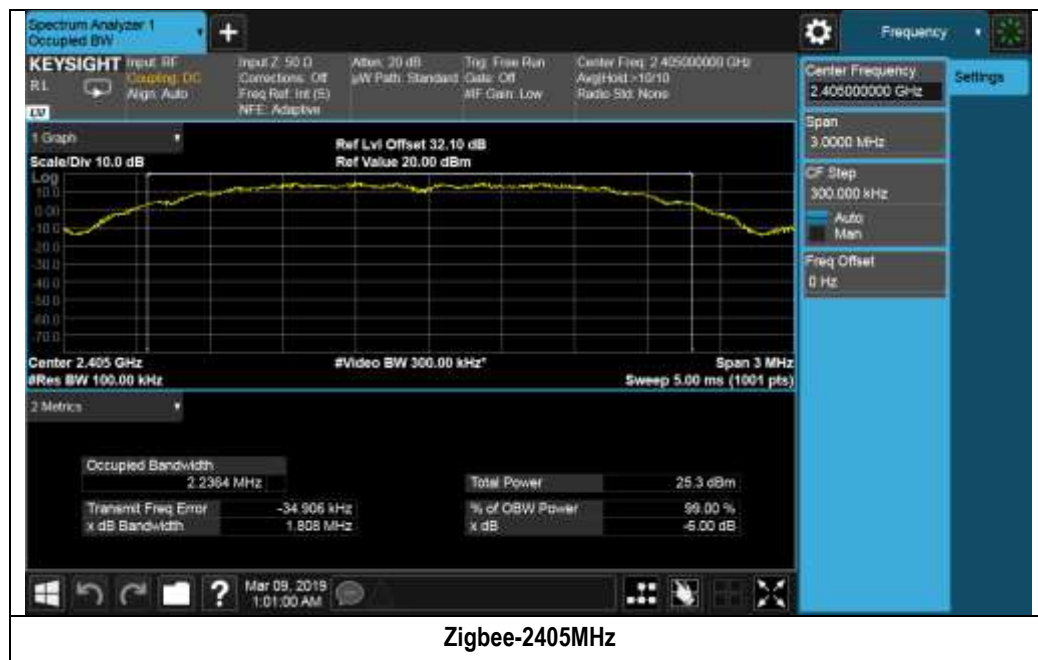 Spectrum Analyzer 1
Occupied BW
Frequency
KEYSIGHT Input: RF
R L
Coupling: DC
Align: Auto
Input Z: 50 Ω
Corrections: Off
Freq Ref: Int (S)
NFE: Adaptive
Atten: 20 dB
µW Path: Standard
Trig: Free Run
Gate: Off
#IF Gain: Low
Center Freq: 2.405000000 GHz
Avg|Hold:>10/10
Radio Std: None
Center Frequency
2.405000000 GHz
Settings
Span
3.0000 MHz
CF Step
300.000 kHz
Auto
Man
Freq Offset
0 Hz
1 Graph
Scale/Div 10.0 dB
Ref Lvl Offset 32.10 dB
Ref Value 20.00 dBm
Log
10.0
0.00
-10.0
-20.0
-30.0
-40.0
-50.0
-60.0
-70.0
Center 2.405 GHz
#Video BW 300.00 kHz*
Span 3 MHz
#Res BW 100.00 kHz
Sweep 5.00 ms (1001 pts)
2 Metrics
Occupied Bandwidth
2.2364 MHz
Total Power 25.3 dBm
Transmit Freq Error -34.906 kHz
% of OBW Power 99.00 %
x dB Bandwidth 1.808 MHz
x dB -6.00 dB
Mar 09, 2019
1:01:00 AM
Zigbee-2405MHz